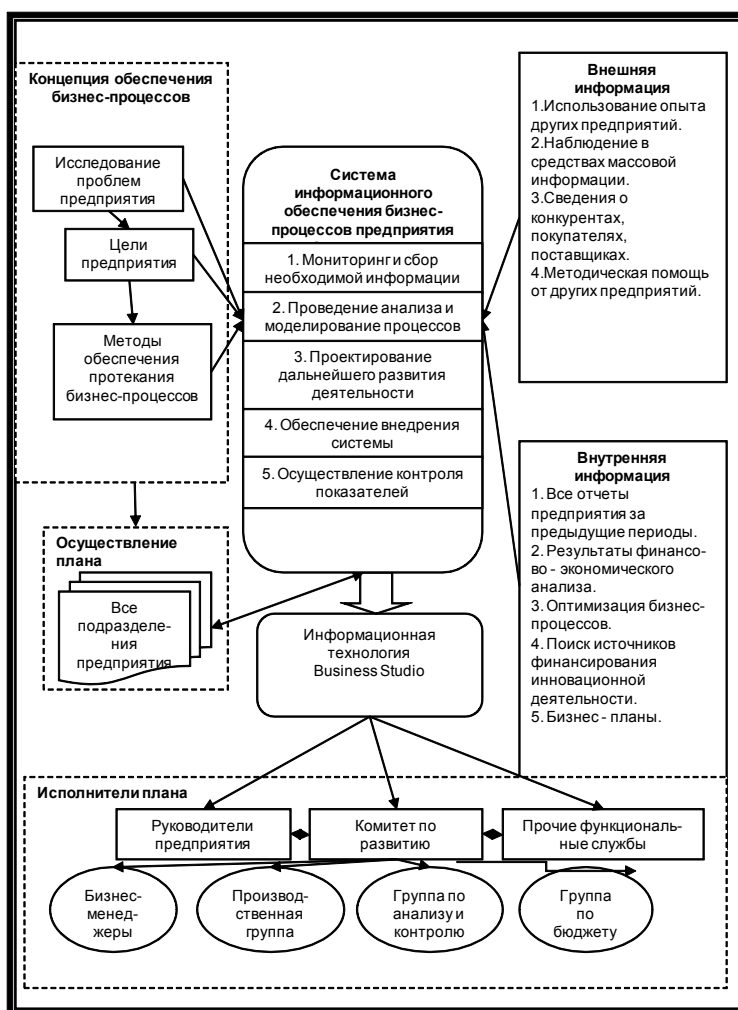 Концепция обеспечения
бизнес-процессов
Исследование
проблем
предприятия
Цели
предприятия
Методы
обеспечения
протекания
бизнес-процессов
Система
информационного
обеспечения бизнес-
процессов предприятия
1. Мониторинг и сбор
необходимой информации
2. Проведение анализа и
моделирование процессов
3. Проектирование
дальнейшего развития
деятельности
4. Обеспечение внедрения
системы
5. Осуществление контроля
показателей
Внешняя
информация
1.Использование опыта
других предприятий.
2.Наблюдение в
средствах массовой
информации.
3.Сведения о
конкурентах,
покупателях,
поставщиках.
4.Методическая помощь
от других предприятий.
Внутренняя
информация
1. Все отчеты
предприятия за
предыдущие периоды.
2. Результаты финансо-
во - экономического
анализа.
3. Оптимизация бизнес-
процессов.
4. Поиск источников
финансирования
инновационной
деятельности.
5. Бизнес - планы.
Осуществление
плана
Все
подразделе-
ния
предприятия
Информационная
технология
Business Studio
Исполнители плана
Руководители
предприятия
Комитет по
развитию
Прочие функциональ-
ные службы
Бизнес-
менед-
жеры
Производ-
ственная
группа
Группа по
анализу и
контролю
Группа
по
бюджету